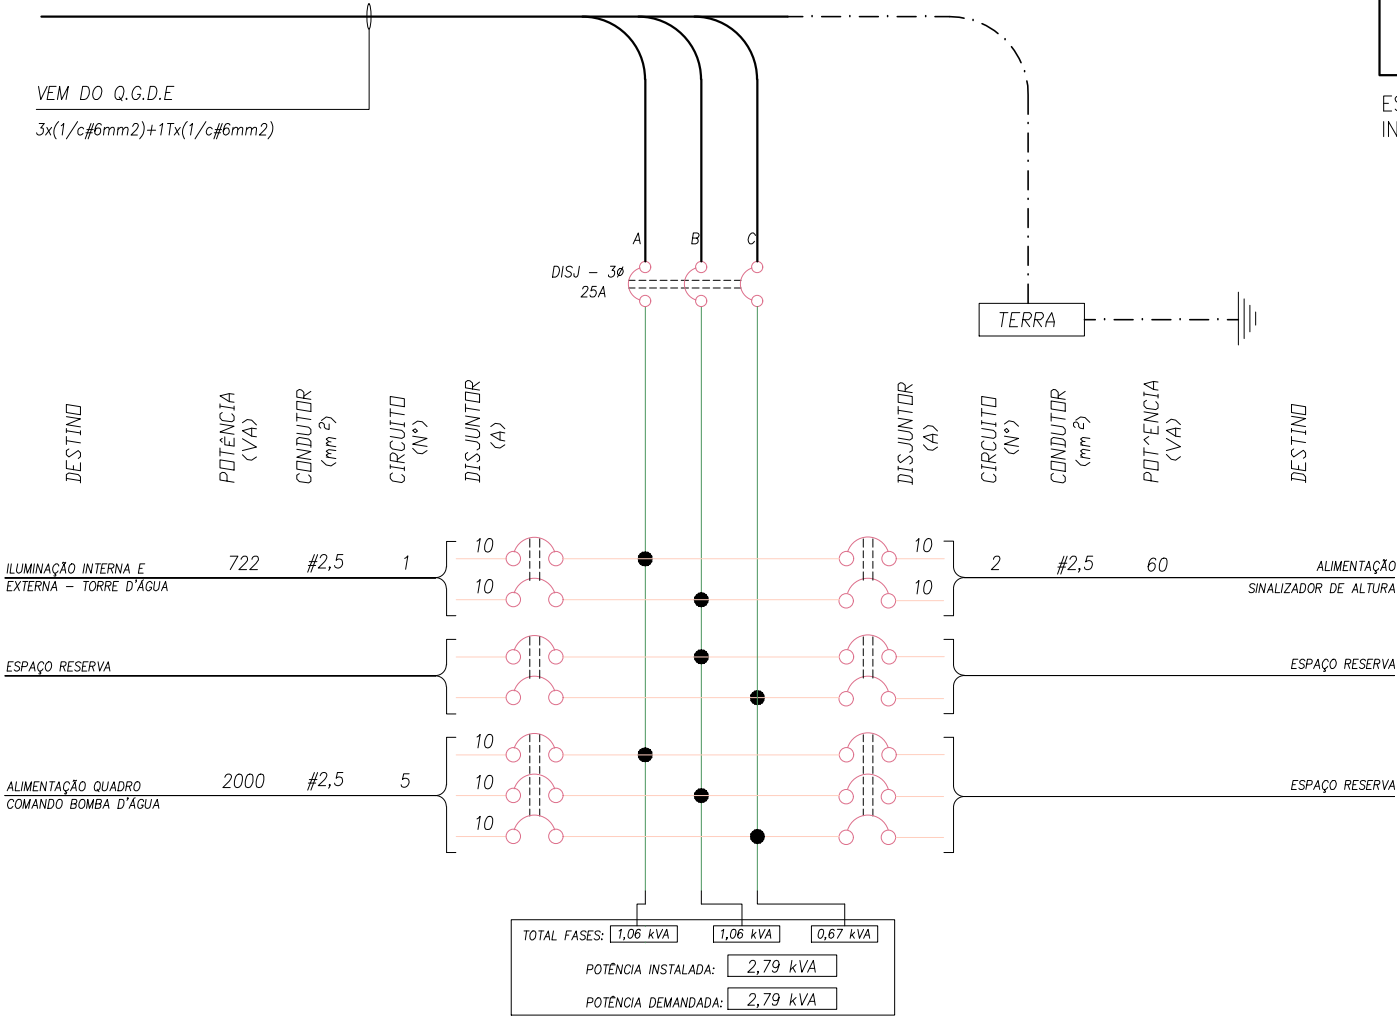 VEM DO Q.G.D.E
3x(1/c#6mm2)+1Tx(1/c#6mm2)
ES
IN
A B C
DISJ - 3ø
25A
TERRA
DESTINO
POTÊNCIA
(VA)
CONDUTOR
(mm²)
CIRCUITO
(N°)
DISJUNTOR
(A)
DISJUNTOR
(A)
CIRCUITO
(N°)
CONDUTOR
(mm²)
POT^ENCIA
(VA)
DESTINO
ILUMINAÇÃO INTERNA E
EXTERNA - TORRE D'ÁGUA
722 #2,5 1
10
10
10
10
2 #2,5 60
ALIMENTAÇÃO
SINALIZADOR DE ALTURA
ESPAÇO RESERVA
ESPAÇO RESERVA
ALIMENTAÇÃO QUADRO
COMANDO BOMBA D'ÁGUA
2000 #2,5 5
10
10
10
ESPAÇO RESERVA
TOTAL FASES: 1,06 kVA 1,06 kVA 0,67 kVA
POTÊNCIA INSTALADA: 2,79 kVA
POTÊNCIA DEMANDADA: 2,79 kVA